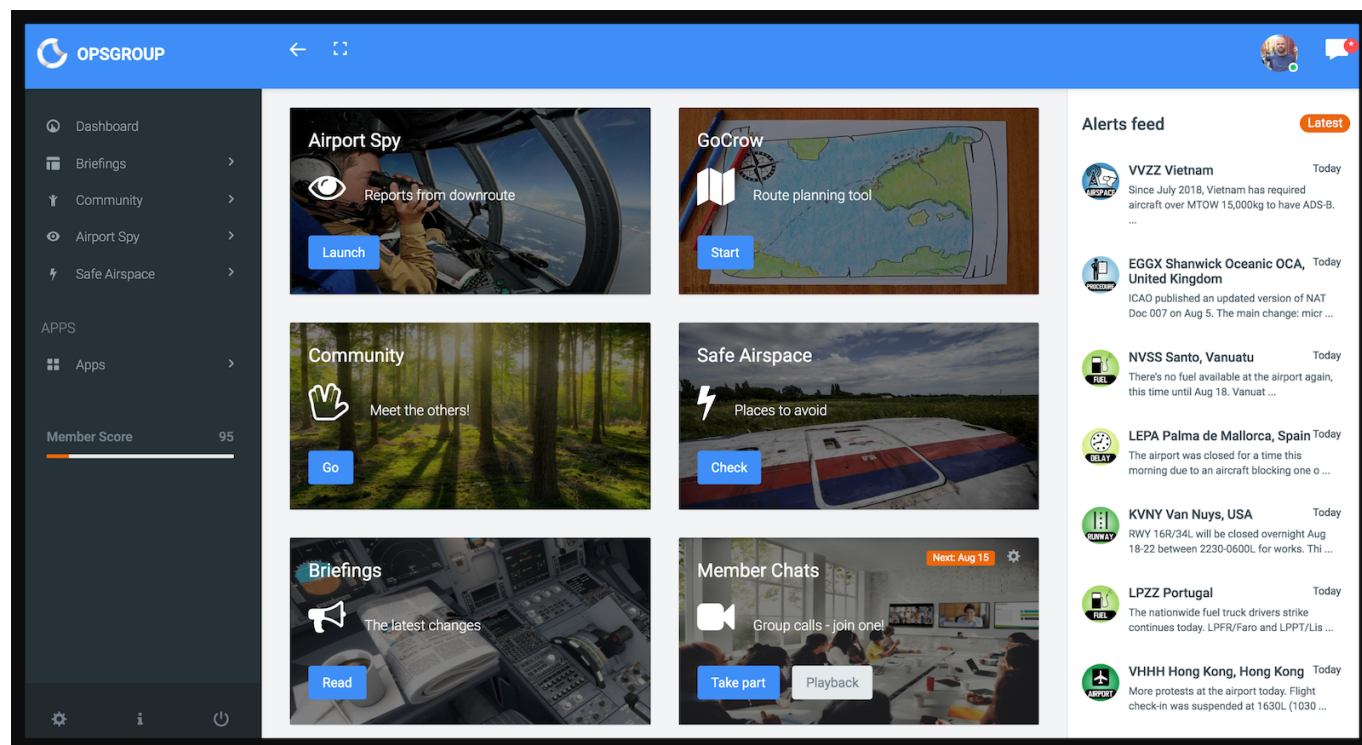 OPSGROUP
Dashboard
Briefings
Community
Airport Spy
Safe Airspace
APPS
Apps
Member Score 95
Airport Spy
Reports from downroute
Launch
GoCrow
Route planning tool
Start
Community
Meet the others!
Go
Safe Airspace
Places to avoid
Check
Briefings
The latest changes
Read
Next: Aug 15
Member Chats
Group calls - join one!
Take part Playback
Alerts feed Latest
AIRSPACE
VVZZ Vietnam Today
Since July 2018, Vietnam has required
aircraft over MTOW 15,000kg to have ADS-B.
...
PROCEDURE
EGGX Shanwick Oceanic OCA, Today
United Kingdom
ICAO published an updated version of NAT
Doc 007 on Aug 5. The main change: micr ...
FUEL
NVSS Santo, Vanuatu Today
There's no fuel available at the airport again,
this time until Aug 18. Vanuat ...
DELAY
LEPA Palma de Mallorca, Spain Today
The airport was closed for a time this
morning due to an aircraft blocking one o ...
RUNWAY
KVNY Van Nuys, USA Today
RWY 16R/34L will be closed overnight Aug
18-22 between 2230-0600L for works. Thi ...
FUEL
LPZZ Portugal Today
The nationwide fuel truck drivers strike
continues today. LPFR/Faro and LPPT/Lis ...
AIRPORT
VHHH Hong Kong, Hong Kong Today
More protests at the airport today. Flight
check-in was suspended at 1630L (1030 ...